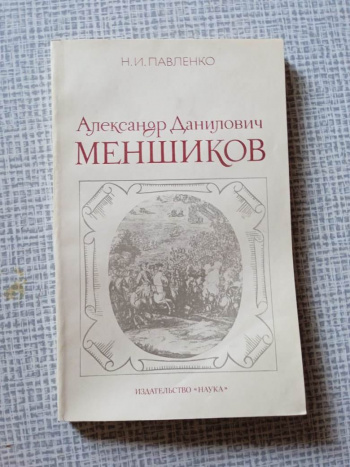 Н. И. ПАВЛЕНКО
Александр Данилович
МЕНШИКОВ
ИЗДАТЕЛЬСТВО «НАУКА»